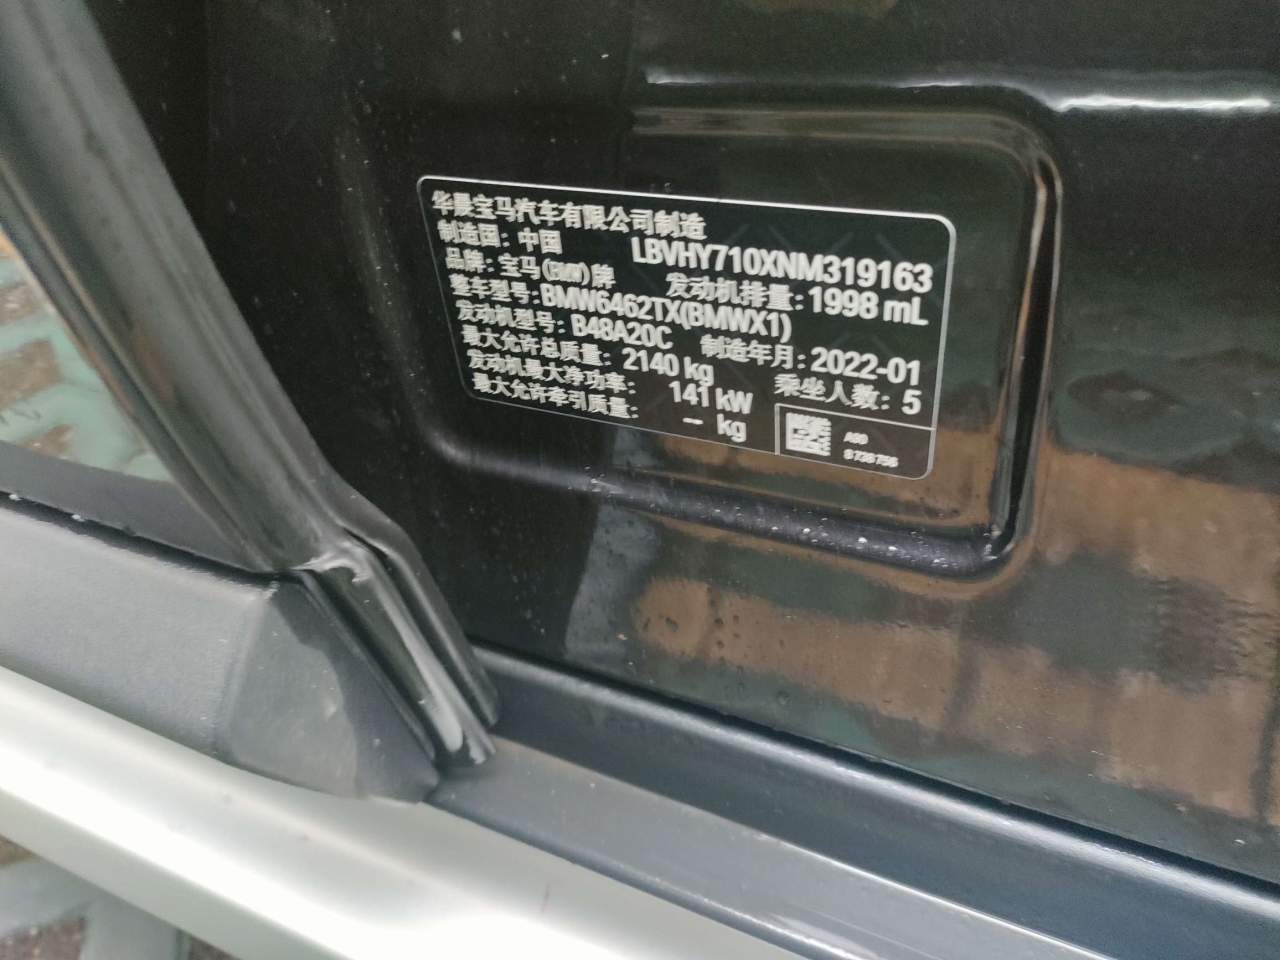 华晨宝马汽车有限公司制造
制造国：中国 LBVHY710XNM319163
品牌：宝马(BMW)牌 发动机排量：1998 mL
整车型号：BMW6462TX(BMWX1)
发动机型号：B48A20C 制造年月：2022-01
最大允许总质量：2140 kg 乘坐人数：5
发动机最大净功率：141 kW
最大允许牵引质量：-- kg
A90
8738756